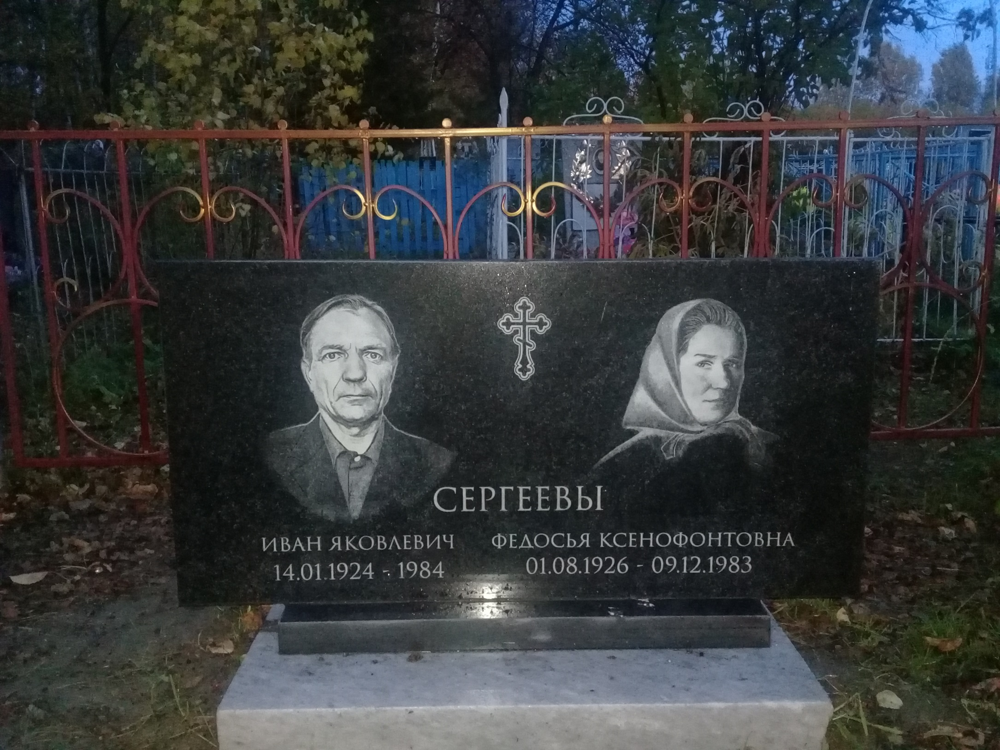 СЕРГЕЕВЫ
ИВАН ЯКОВЛЕВИЧ
14.01.1924 - 1984
ФЕДОСЬЯ КСЕНОФОНТОВНА
01.08.1926 - 09.12.1983